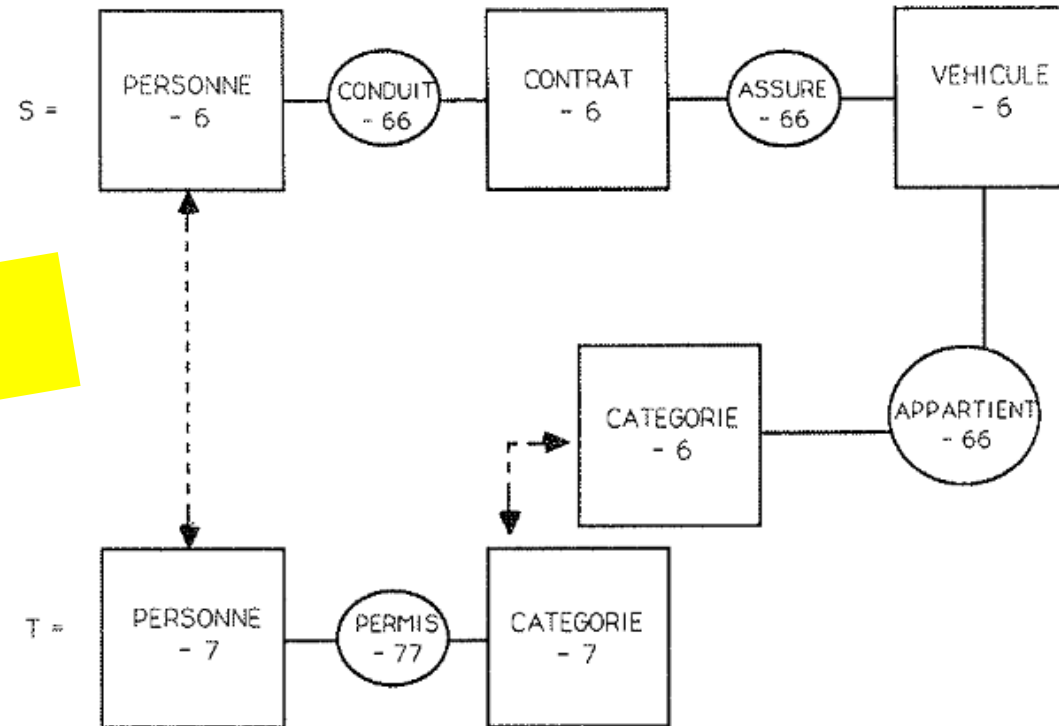 S =
PERSONNE
- 6
CONDUIT
- 66
CONTRAT
- 6
ASSURE
- 66
VEHICULE
- 6
CATEGORIE
- 6
APPARTIENT
- 66
T =
PERSONNE
- 7
PERMIS
- 77
CATEGORIE
- 7